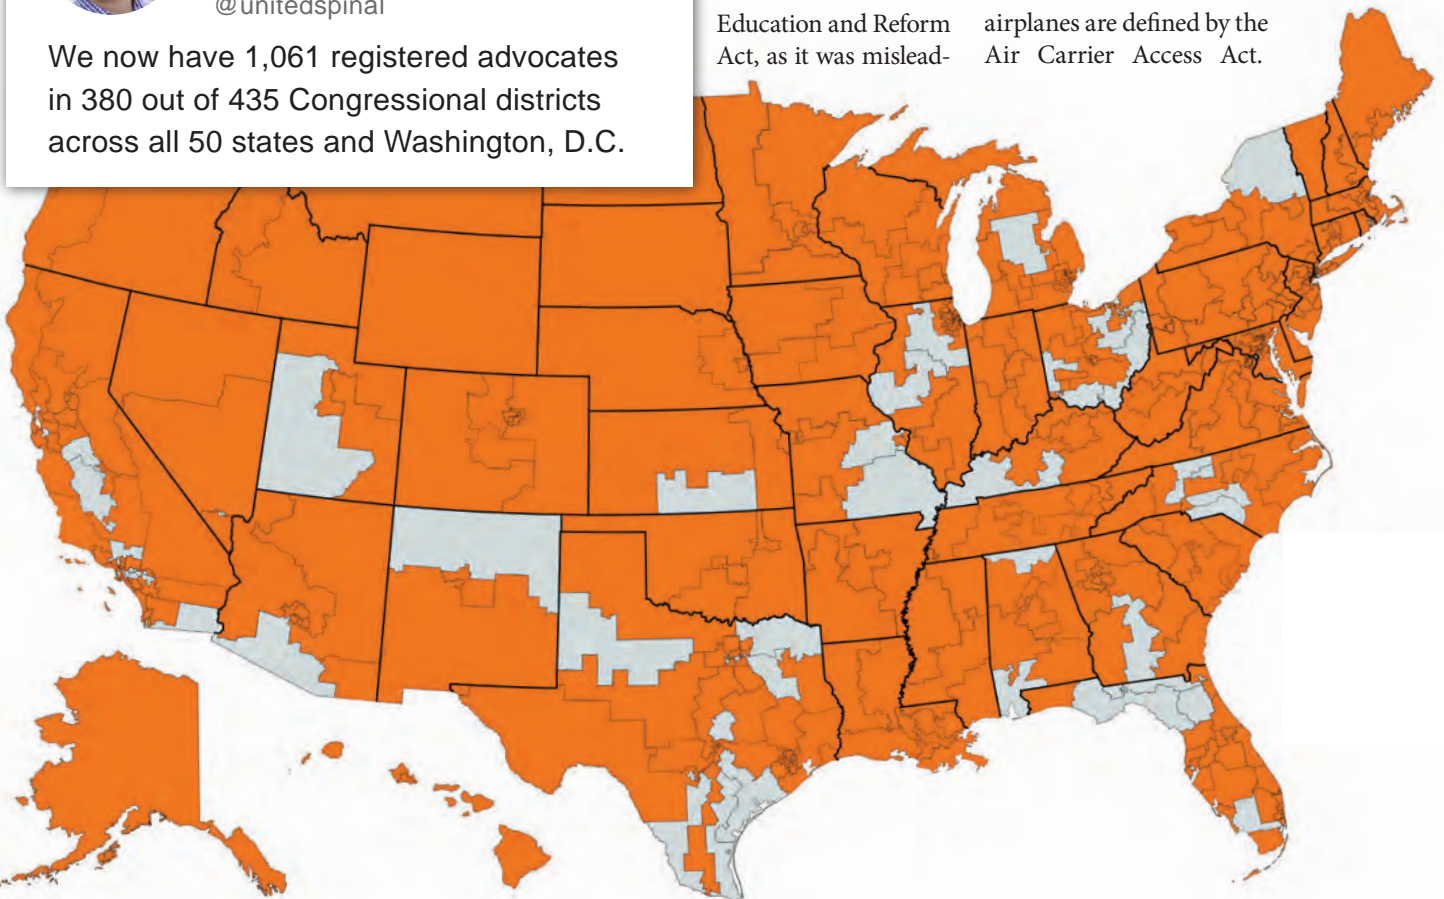 @unitedspinal
We now have 1,061 registered advocates
in 380 out of 435 Congressional districts
across all 50 states and Washington, D.C.
Education and Reform
Act, as it was mislead-
airplanes are defined by the
Air Carrier Access Act.